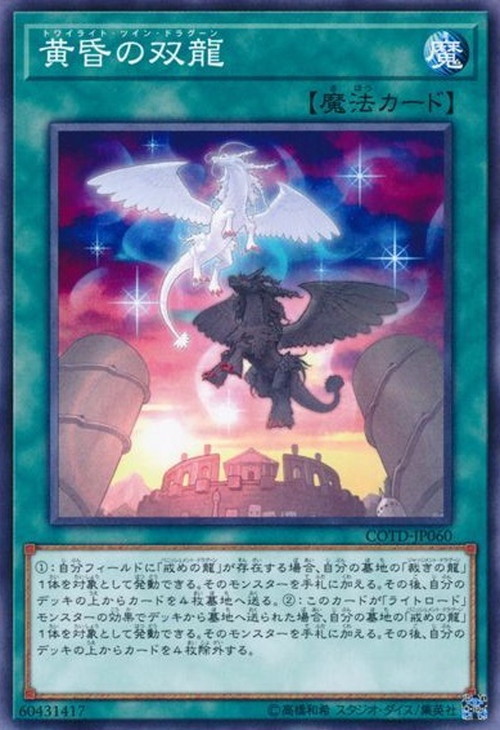 トワイライト・ツイン・ドラグーン
黄昏の双龍
魔
【魔法カード】
COTD-JP060
①:自分フィールドに「戒めの龍」が存在する場合、自分の墓地の「裁きの龍」
1体を対象として発動できる。そのモンスターを手札に加える。その後、自分の
デッキの上からカードを4枚墓地へ送る。②:このカードが「ライトロード」
モンスターの効果でデッキから墓地へ送られた場合、自分の墓地の「戒めの龍」
1体を対象として発動できる。そのモンスターを手札に加える。その後、自分の
デッキの上からカードを4枚除外する。
60431417
©高橋和希 スタジオ・ダイス/集英社